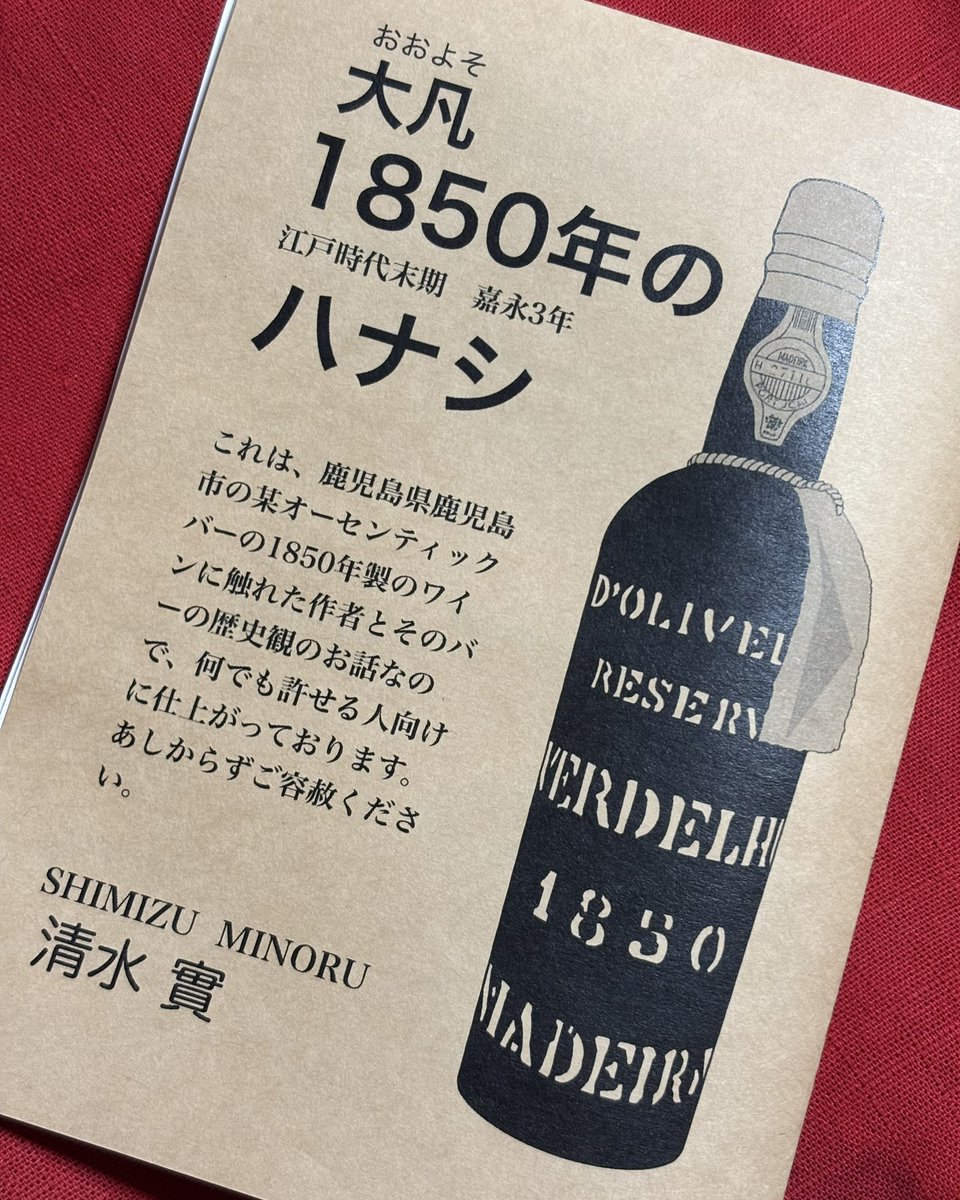 おおよそ
大凡
1850年の
江戸時代末期　嘉永3年
ハナシ
これは、鹿児島県鹿児島
市の某オーセンティック
バーの1850年製のワイ
ンに触れた作者とそのバ
ーの歴史観のお話なの
で、何でも許せる人向け
に仕上がっております。
あしからずご容赦くださ
い。
SHIMIZU MINORU
清水 實
MADEIRA
D'OLIVEI
RESERV
VERDELHO
1850
MADEIRA